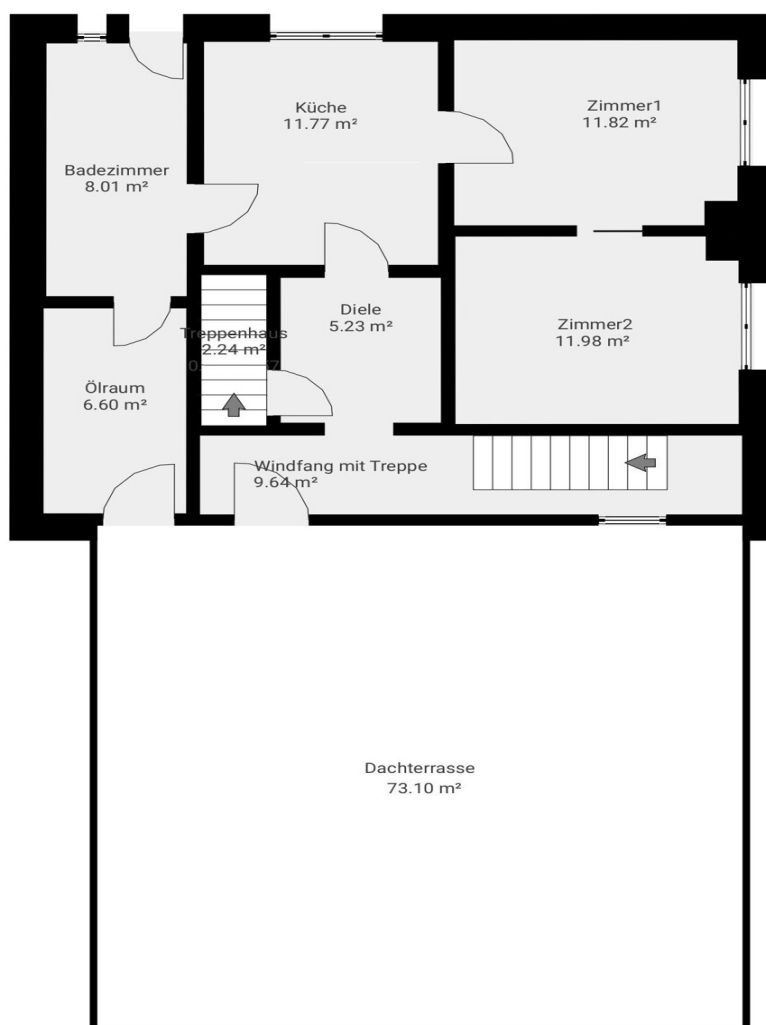 Küche
11.77 m²
Zimmer1
11.82 m²
Badezimmer
8.01 m²
Diele
5.23 m²
Treppenhaus
2.24 m²
Zimmer2
11.98 m²
Ölraum
6.60 m²
Windfang mit Treppe
9.64 m²
Dachterrasse
73.10 m²